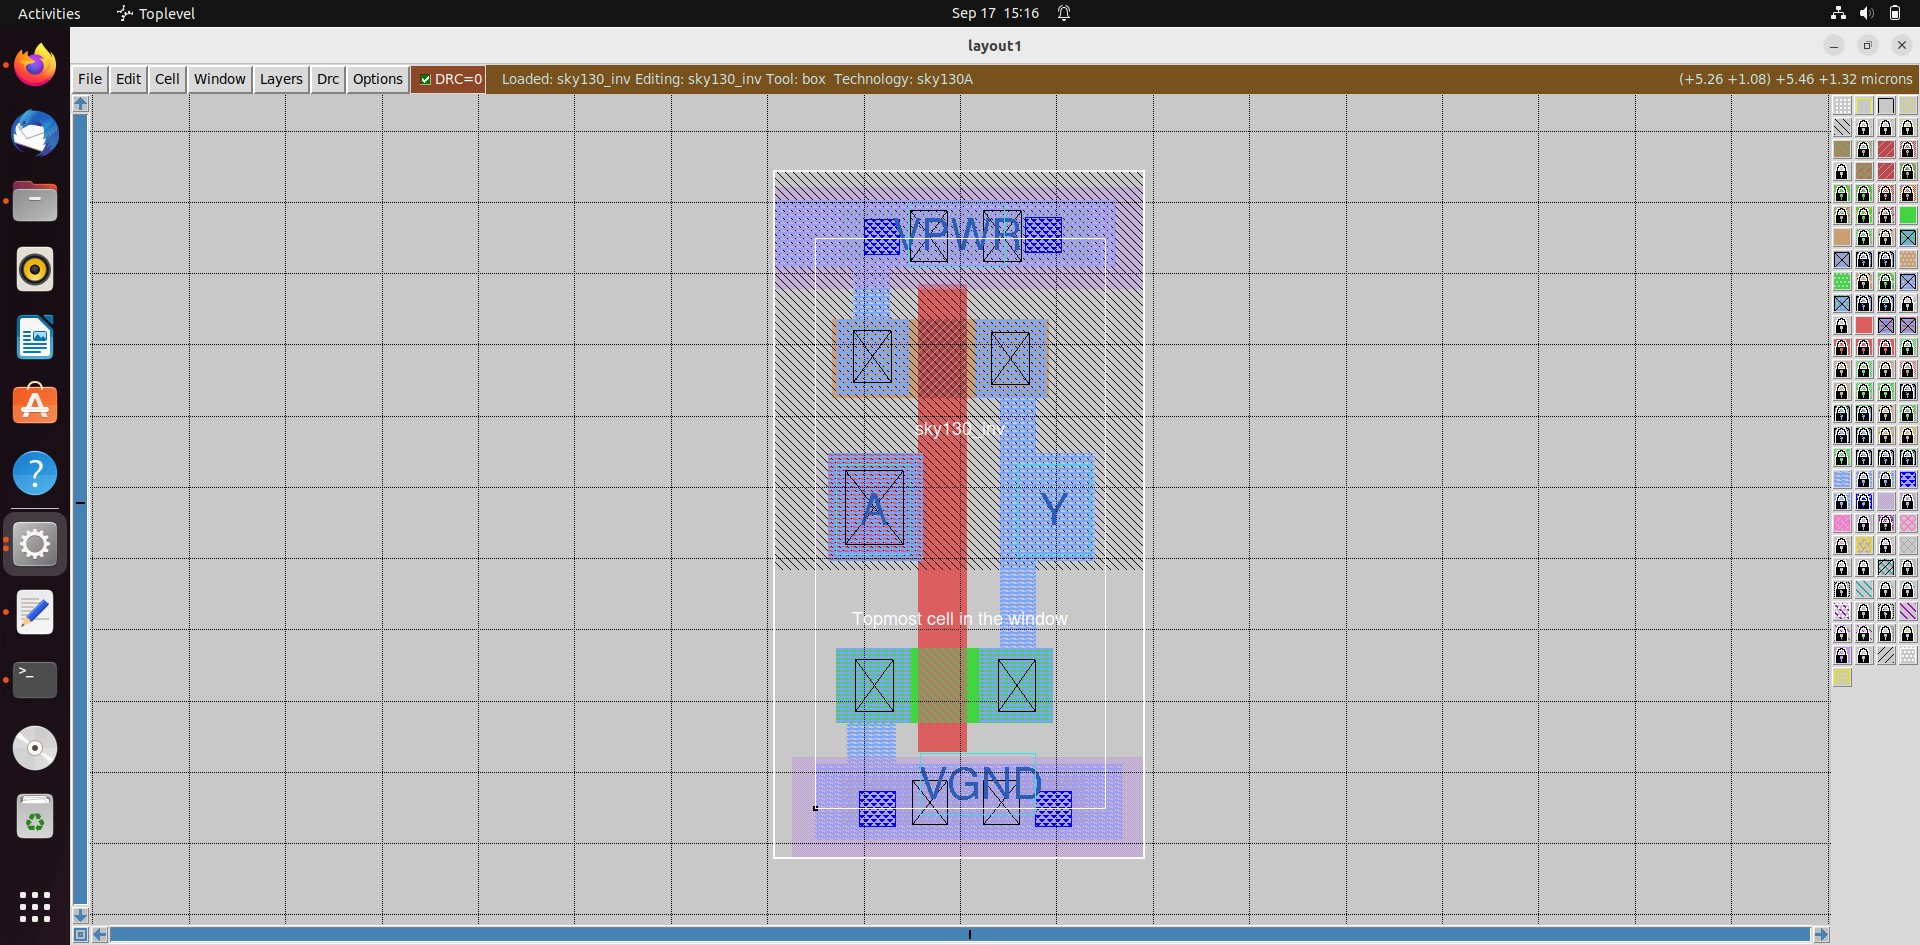 Activities Toplevel Sep 17 15:16
layout1
File Edit Cell Window Layers Drc Options DRC=0 Loaded: sky130_inv Editing: sky130_inv Tool: box Technology: sky130A (+5.26 +1.08) +5.46 +1.32 microns
VPWR
sky130_inv
A Y
Topmost cell in the window
VGND